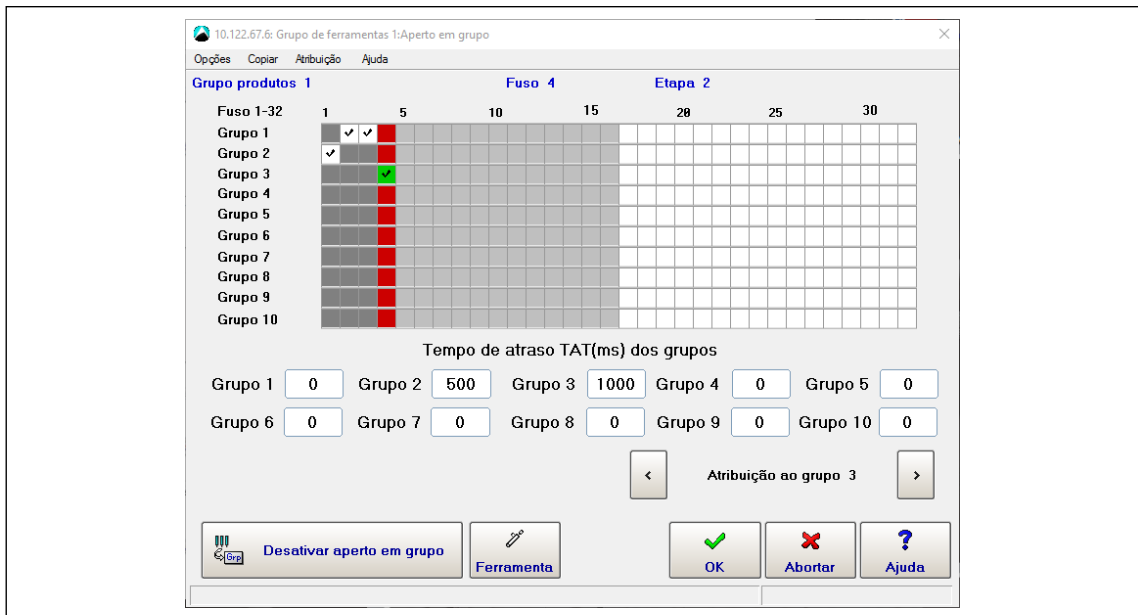 10.122.67.6: Grupo de ferramentas 1:Aperto em grupo
Opções Copiar Atribuição Ajuda
Grupo produtos 1 Fuso 4 Etapa 2
Fuso 1-32 1 5 10 15 20 25 30
Grupo 1
Grupo 2
Grupo 3
Grupo 4
Grupo 5
Grupo 6
Grupo 7
Grupo 8
Grupo 9
Grupo 10
Tempo de atraso TAT(ms) dos grupos
Grupo 1 0 Grupo 2 500 Grupo 3 1000 Grupo 4 0 Grupo 5 0
Grupo 6 0 Grupo 7 0 Grupo 8 0 Grupo 9 0 Grupo 10 0
< Atribuição ao grupo 3 >
Grp Desativar aperto em grupo Ferramenta OK Abortar ? Ajuda